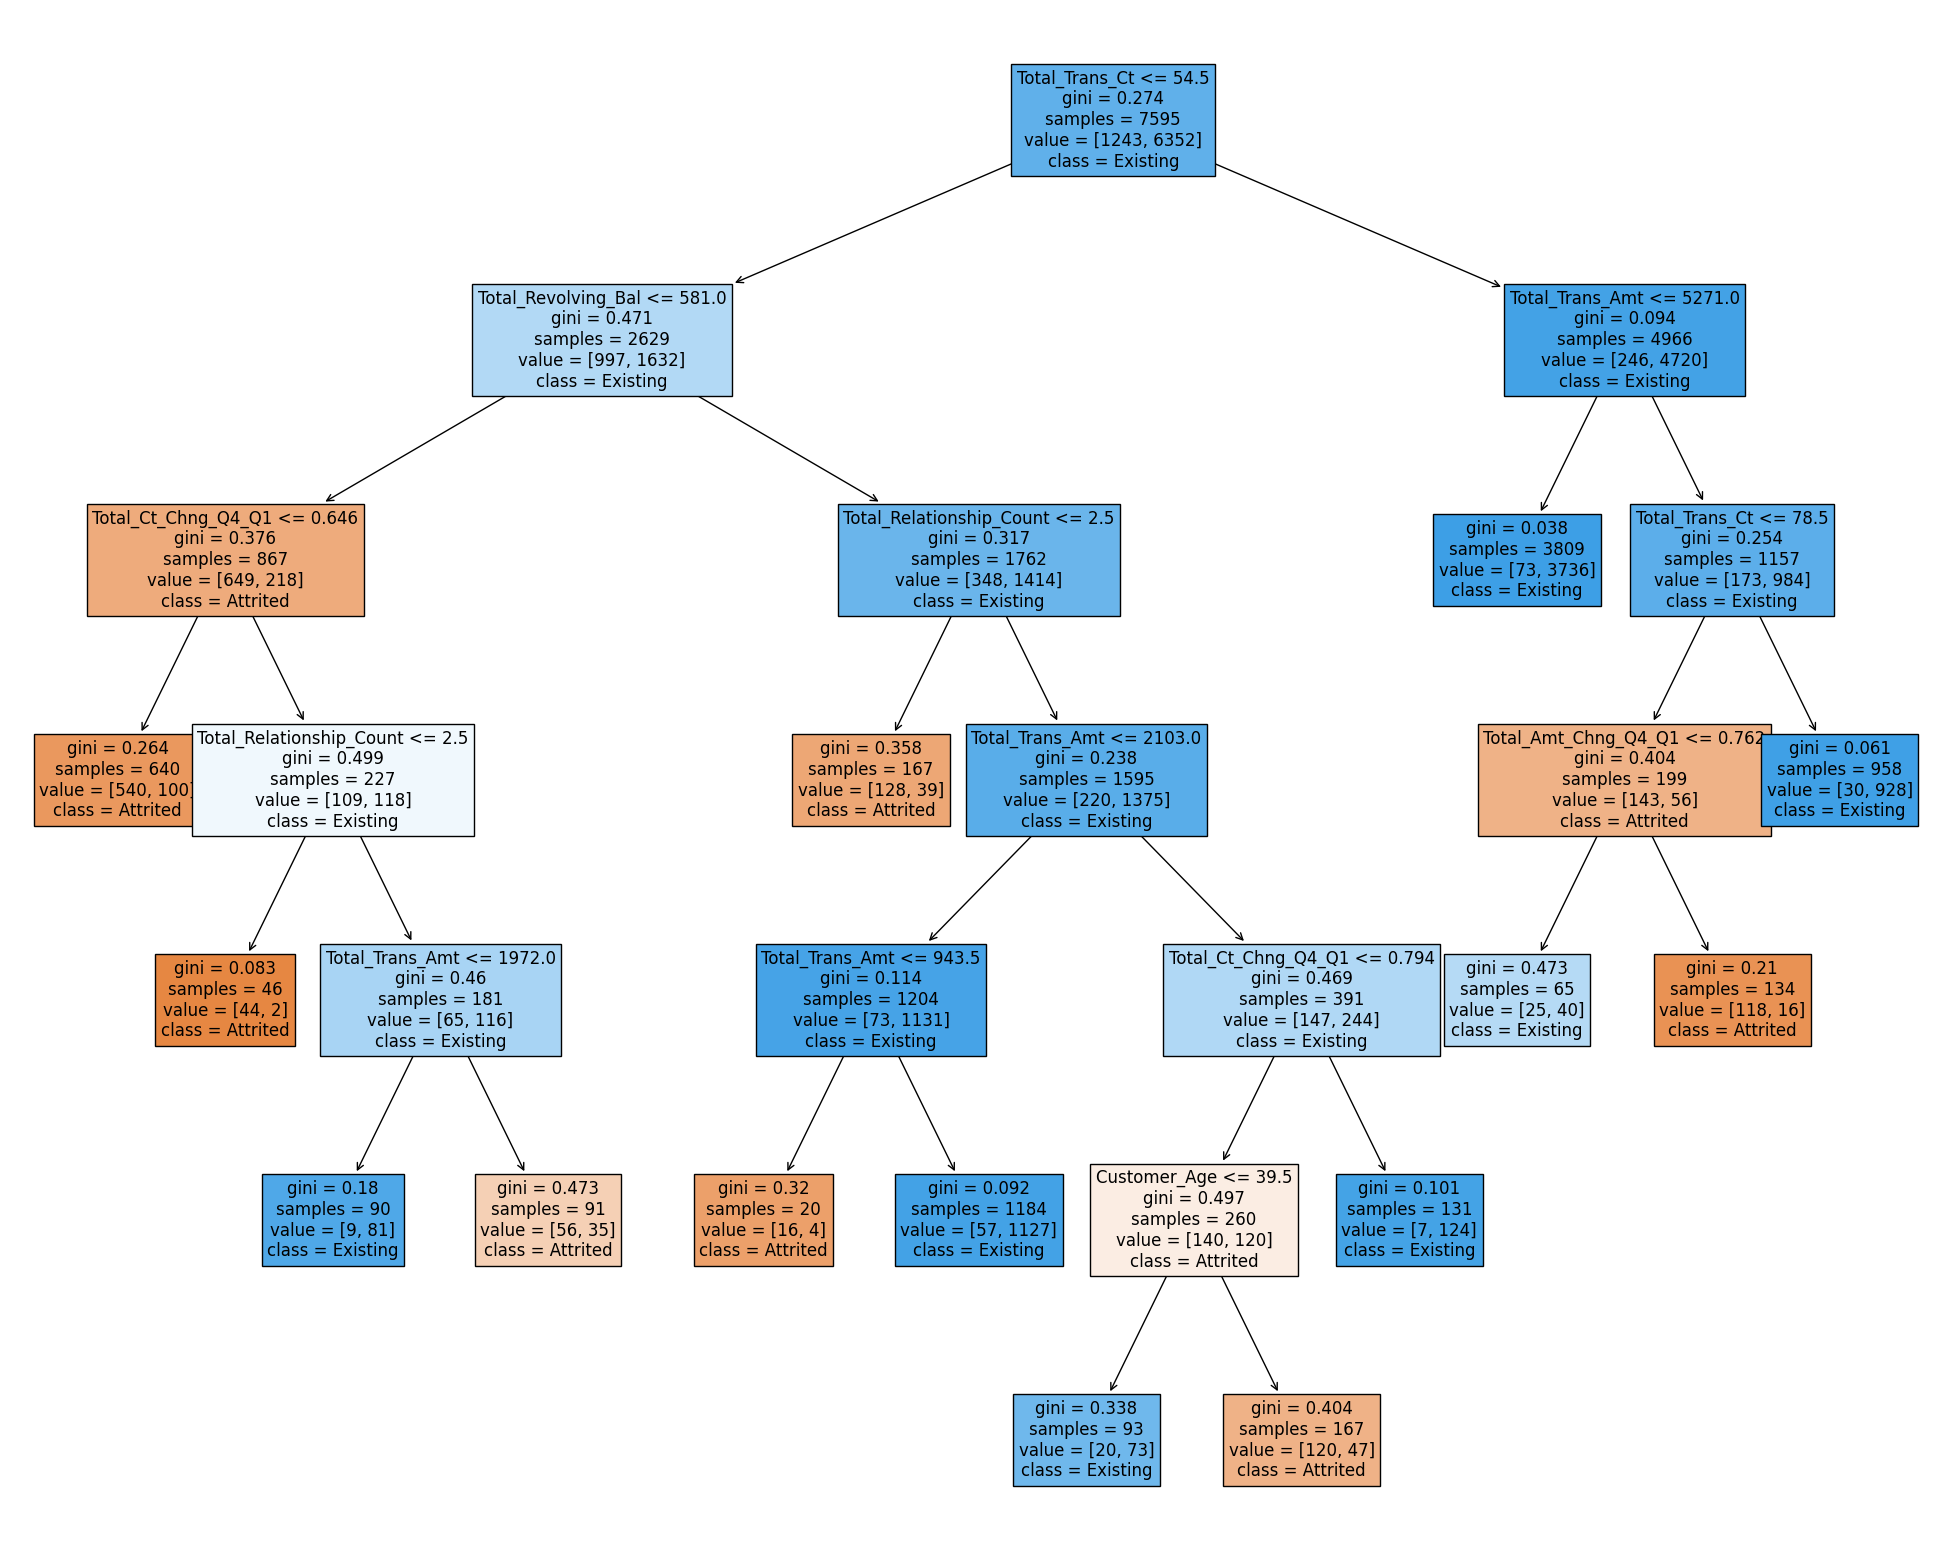 Total_Trans_Ct <= 54.5
gini = 0.274
samples = 7595
value = [1243, 6352]
class = Existing
Total_Revolving_Bal <= 581.0
gini = 0.471
samples = 2629
value = [997, 1632]
class = Existing
Total_Trans_Amt <= 5271.0
gini = 0.094
samples = 4966
value = [246, 4720]
class = Existing
Total_Ct_Chng_Q4_Q1 <= 0.646
gini = 0.376
samples = 867
value = [649, 218]
class = Attrited
Total_Relationship_Count <= 2.5
gini = 0.317
samples = 1762
value = [348, 1414]
class = Existing
gini = 0.038
samples = 3809
value = [73, 3736]
class = Existing
Total_Trans_Ct <= 78.5
gini = 0.254
samples = 1157
value = [173, 984]
class = Existing
gini = 0.264
samples = 640
value = [540, 100]
class = Attrited
Total_Relationship_Count <= 2.5
gini = 0.499
samples = 227
value = [109, 118]
class = Existing
gini = 0.358
samples = 167
value = [128, 39]
class = Attrited
Total_Trans_Amt <= 2103.0
gini = 0.238
samples = 1595
value = [220, 1375]
class = Existing
Total_Amt_Chng_Q4_Q1 <= 0.762
gini = 0.404
samples = 199
value = [143, 56]
class = Attrited
gini = 0.061
samples = 958
value = [30, 928]
class = Existing
gini = 0.083
samples = 46
value = [44, 2]
class = Attrited
Total_Trans_Amt <= 1972.0
gini = 0.46
samples = 181
value = [65, 116]
class = Existing
Total_Trans_Amt <= 943.5
gini = 0.114
samples = 1204
value = [73, 1131]
class = Existing
Total_Ct_Chng_Q4_Q1 <= 0.794
gini = 0.469
samples = 391
value = [147, 244]
class = Existing
gini = 0.473
samples = 65
value = [25, 40]
class = Existing
gini = 0.21
samples = 134
value = [118, 16]
class = Attrited
gini = 0.18
samples = 90
value = [9, 81]
class = Existing
gini = 0.473
samples = 91
value = [56, 35]
class = Attrited
gini = 0.32
samples = 20
value = [16, 4]
class = Attrited
gini = 0.092
samples = 1184
value = [57, 1127]
class = Existing
Customer_Age <= 39.5
gini = 0.497
samples = 260
value = [140, 120]
class = Attrited
gini = 0.101
samples = 131
value = [7, 124]
class = Existing
gini = 0.338
samples = 93
value = [20, 73]
class = Existing
gini = 0.404
samples = 167
value = [120, 47]
class = Attrited